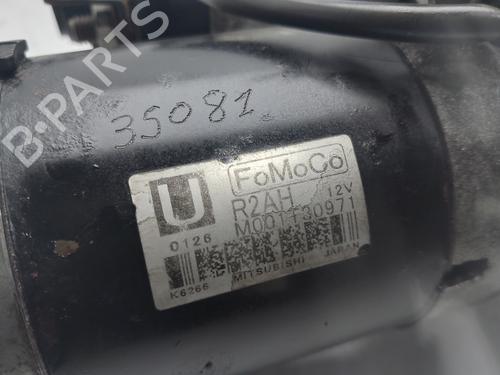 B-PARTS
35081
U
FoMoCo
R2AH 12V
0126
M001T30971
K6266 MITSUBISHI JAPAN